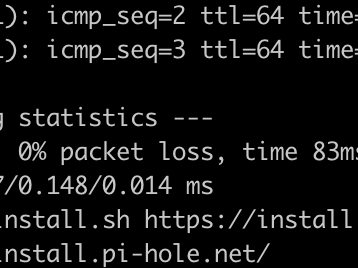 ): icmp_seq=2 ttl=64 time=
): icmp_seq=3 ttl=64 time=
g statistics ---
0% packet loss, time 83ms
7/0.148/0.014 ms
install.sh https://install
install.pi-hole.net/